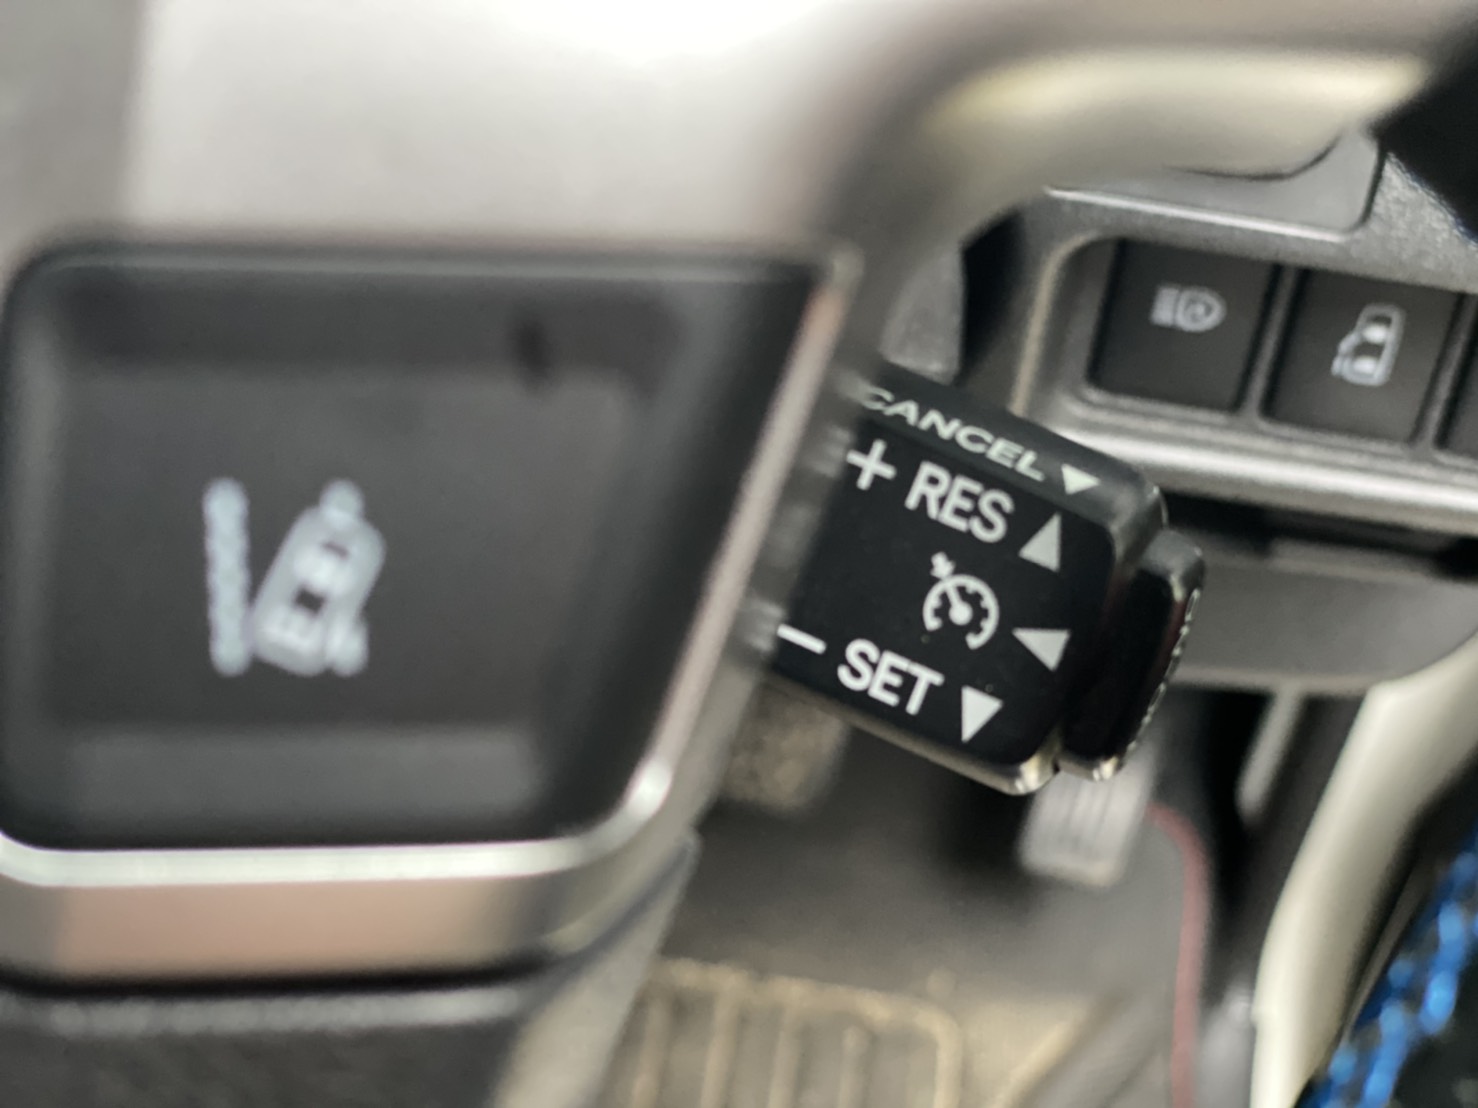 CANCEL ▼
+ RES ▲
◀
− SET ▼